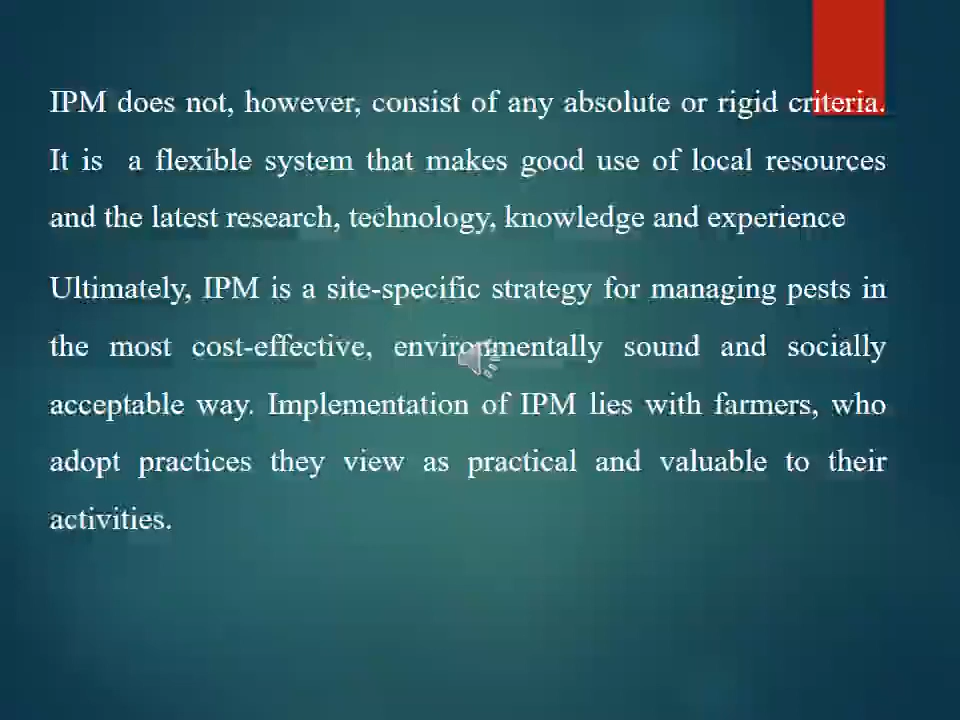 IPM does not, however, consist of any absolute or rigid criteria.
It is a flexible system that makes good use of local resources
and the latest research, technology, knowledge and experience
Ultimately, IPM is a site-specific strategy for managing pests in
the most cost-effective, environmentally sound and socially
acceptable way. Implementation of IPM lies with farmers, who
adopt practices they view as practical and valuable to their
activities.